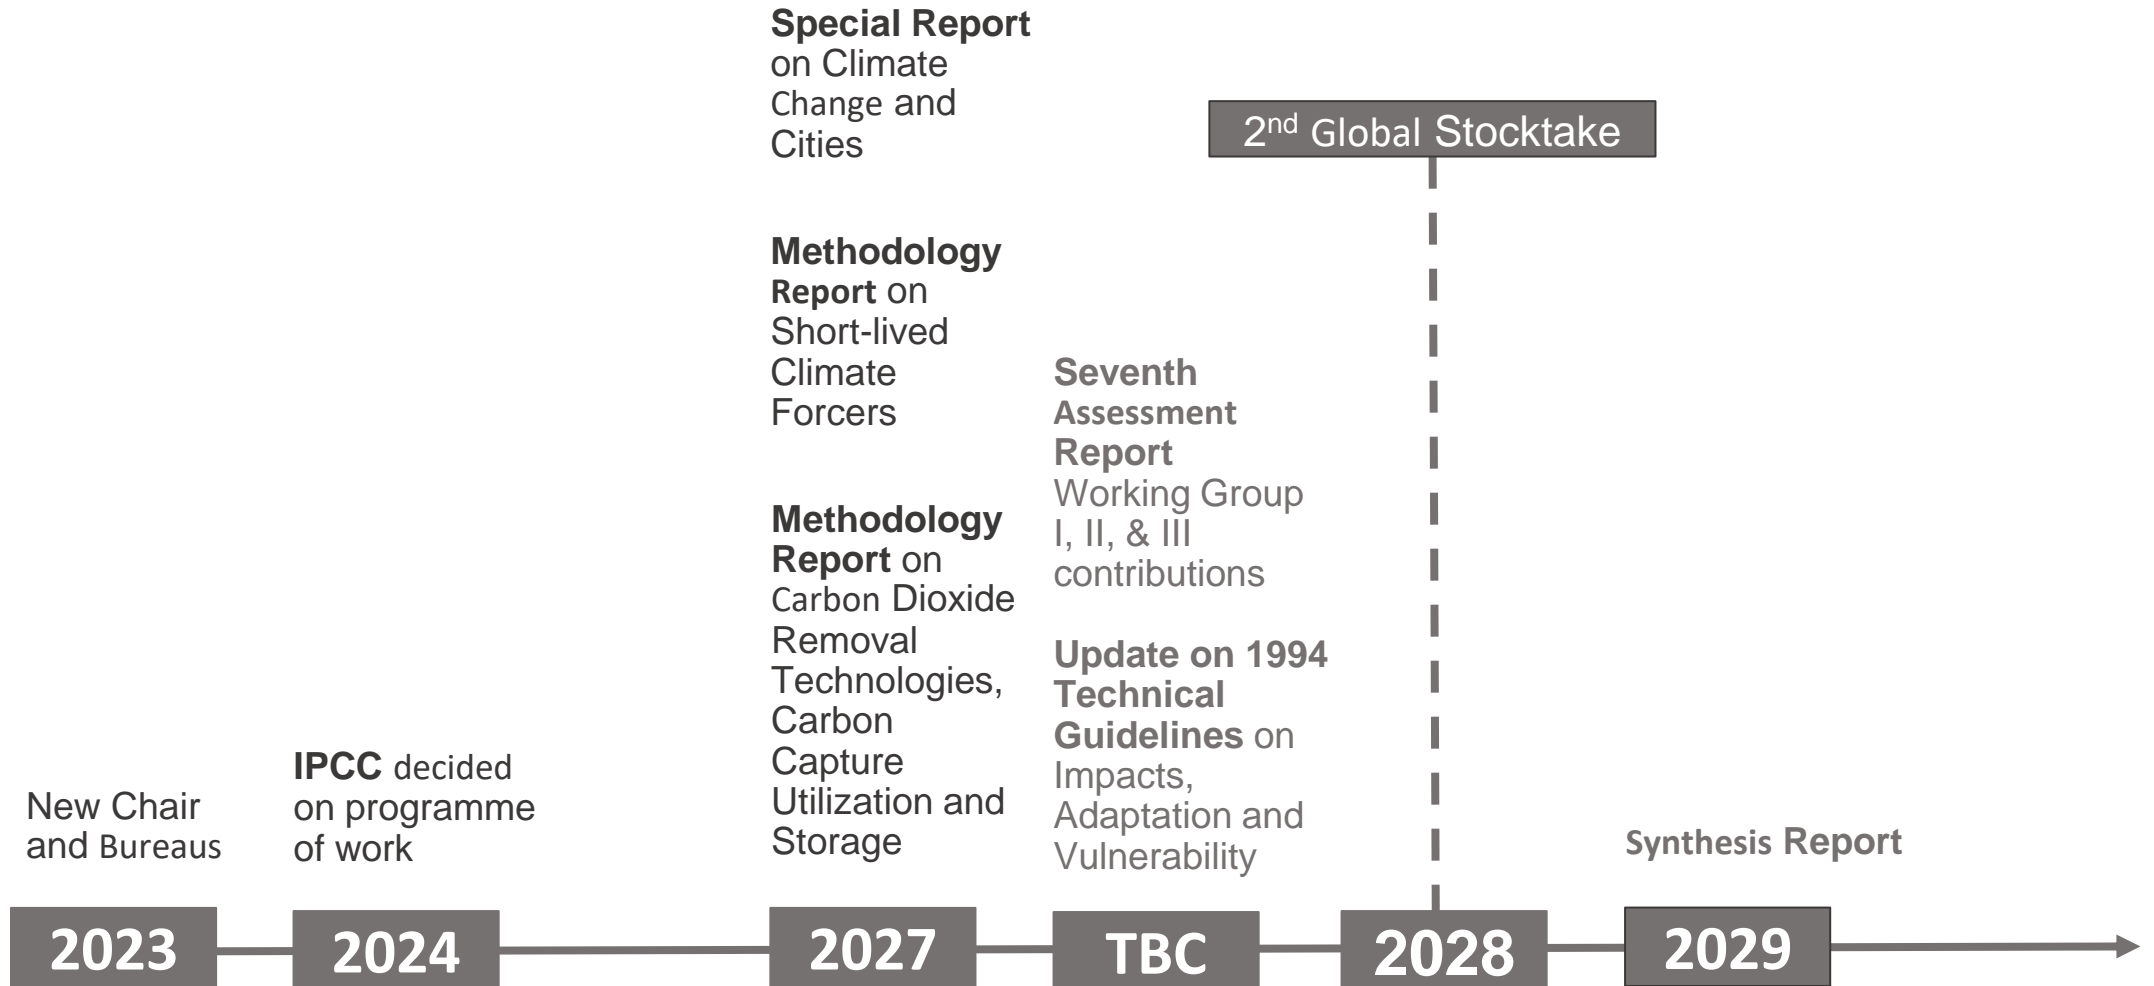 Special Report
on Climate
Change and
Cities
2nd Global Stocktake
Methodology
Report on
Short-lived
Climate
Forcers
Seventh
Assessment
Report
Working Group
I, II, & III
contributions
Methodology
Report on
Carbon Dioxide
Removal
Technologies,
Carbon
Capture
Utilization and
Storage
Update on 1994
Technical
Guidelines on
Impacts,
Adaptation and
Vulnerability
New Chair
and Bureaus
IPCC decided
on programme
of work
Synthesis Report
2023
2024
2027
TBC
2028
2029